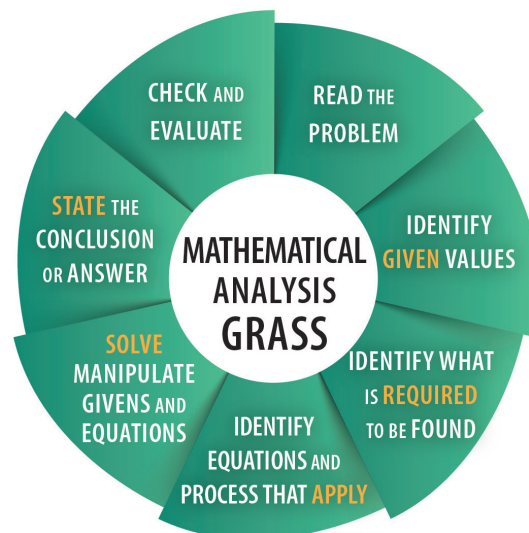 MATHEMATICAL
ANALYSIS
GRASS
READ THE
PROBLEM
IDENTIFY
GIVEN VALUES
IDENTIFY WHAT
IS REQUIRED
TO BE FOUND
IDENTIFY
EQUATIONS AND
PROCESS THAT APPLY
SOLVE
MANIPULATE
GIVENS AND
EQUATIONS
STATE THE
CONCLUSION
OR ANSWER
CHECK AND
EVALUATE